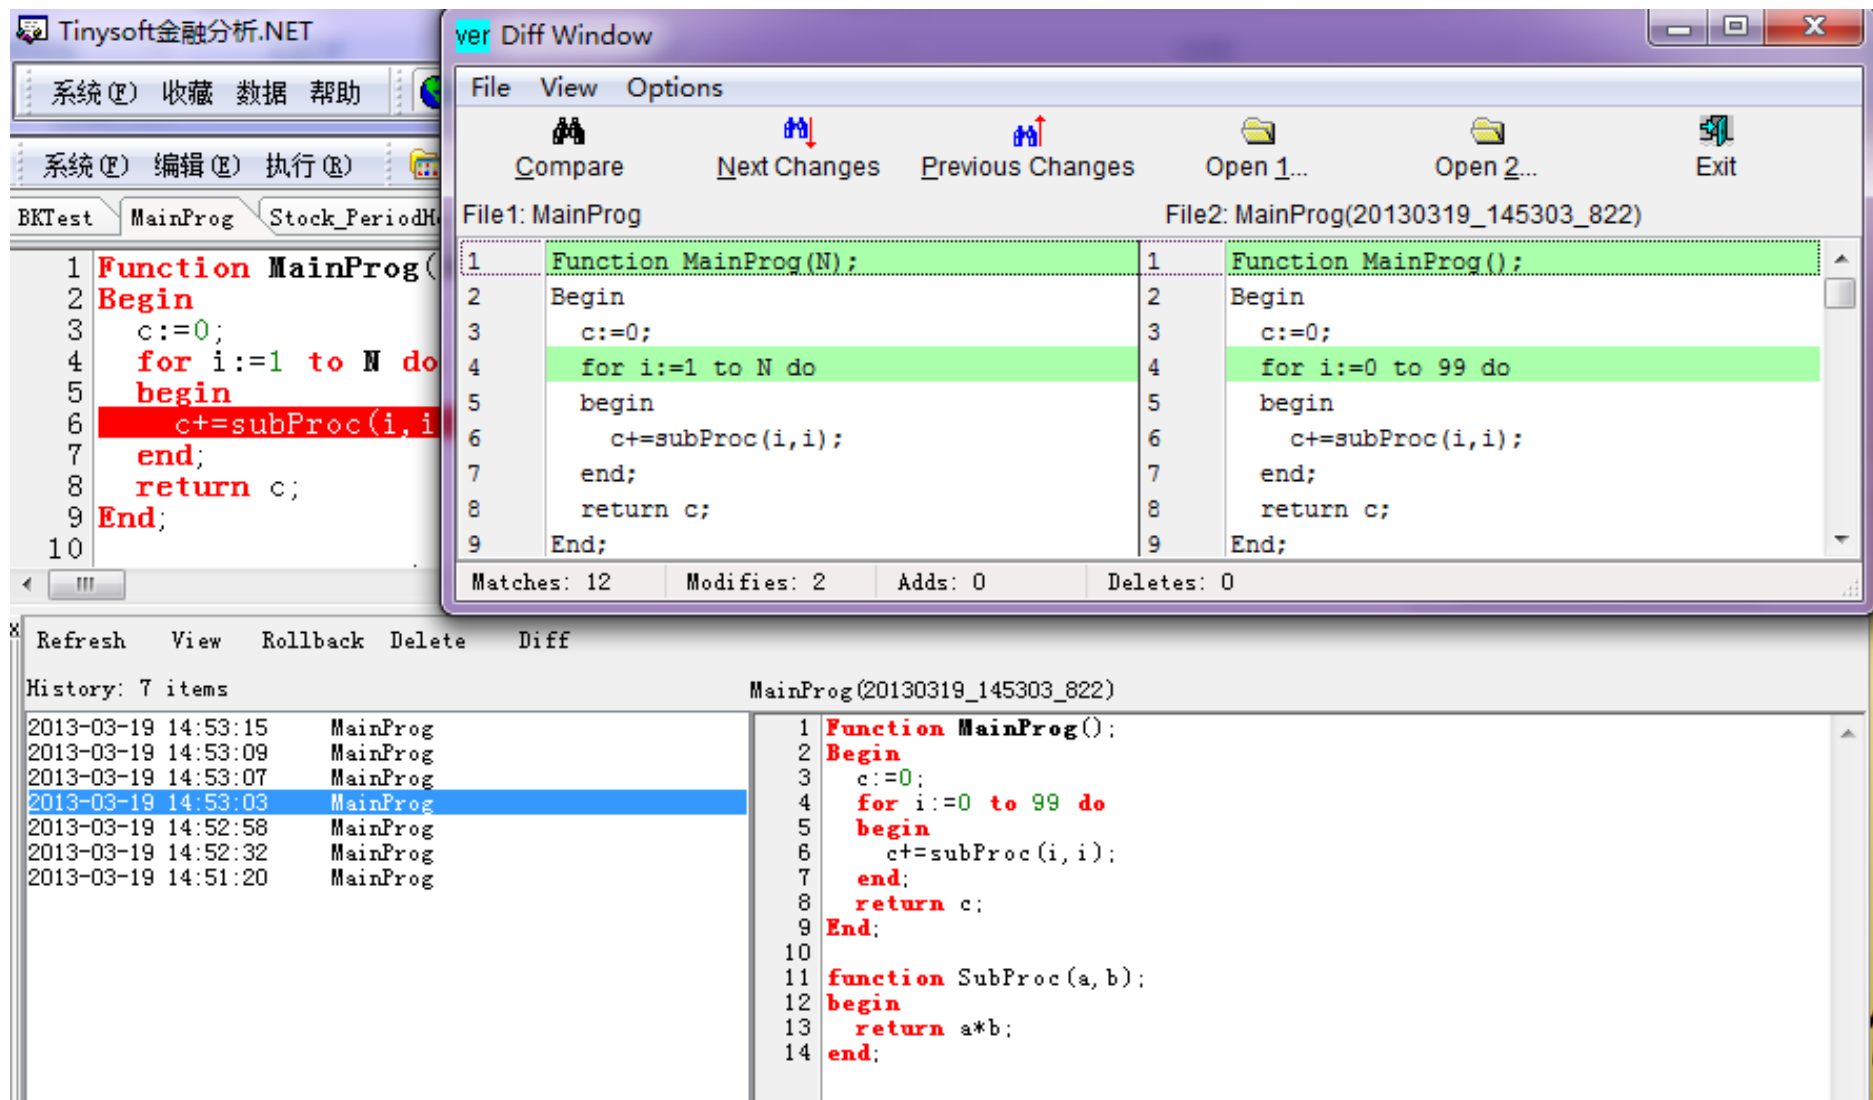 Tinysoft金融分析.NET
系统(F) 收藏 数据 帮助
系统(F) 编辑(E) 执行(R)
BKTest MainProg Stock_PeriodH
1 Function MainProg(
2 Begin
3 c:=0;
4 for i:=1 to N do
5 begin
6 c+=subProc(i,i
7 end;
8 return c;
9 End;
10
ver Diff Window
File View Options
Compare Next Changes Previous Changes Open 1... Open 2... Exit
File1: MainProg File2: MainProg(20130319_145303_822)
1 Function MainProg(N); 1 Function MainProg();
2 Begin 2 Begin
3 c:=0; 3 c:=0;
4 for i:=1 to N do 4 for i:=0 to 99 do
5 begin 5 begin
6 c+=subProc(i,i); 6 c+=subProc(i,i);
7 end; 7 end;
8 return c; 8 return c;
9 End; 9 End;
Matches: 12 Modifies: 2 Adds: 0 Deletes: 0
Refresh View Rollback Delete Diff
History: 7 items
2013-03-19 14:53:15 MainProg
2013-03-19 14:53:09 MainProg
2013-03-19 14:53:07 MainProg
2013-03-19 14:53:03 MainProg
2013-03-19 14:52:58 MainProg
2013-03-19 14:52:32 MainProg
2013-03-19 14:51:20 MainProg
MainProg(20130319_145303_822)
1 Function MainProg();
2 Begin
3 c:=0;
4 for i:=0 to 99 do
5 begin
6 c+=subProc(i,i);
7 end;
8 return c;
9 End;
10
11 function SubProc(a,b);
12 begin
13 return a*b;
14 end;